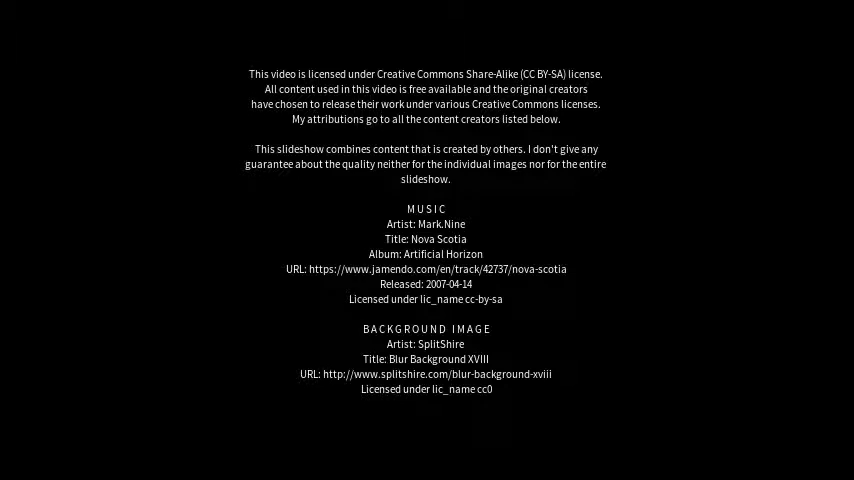 This video is licensed under Creative Commons Share-Alike (CC BY-SA) license.
All content used in this video is free available and the original creators
have chosen to release their work under various Creative Commons licenses.
My attributions go to all the content creators listed below.
This slideshow combines content that is created by others. I don't give any
guarantee about the quality neither for the individual images nor for the entire
slideshow.
MUSIC
Artist: Mark.Nine
Title: Nova Scotia
Album: Artificial Horizon
URL: https://www.jamendo.com/en/track/42737/nova-scotia
Released: 2007-04-14
Licensed under lic_name cc-by-sa
BACKGROUND IMAGE
Artist: SplitShire
Title: Blur Background XVIII
URL: http://www.splitshire.com/blur-background-xviii
Licensed under lic_name cc0